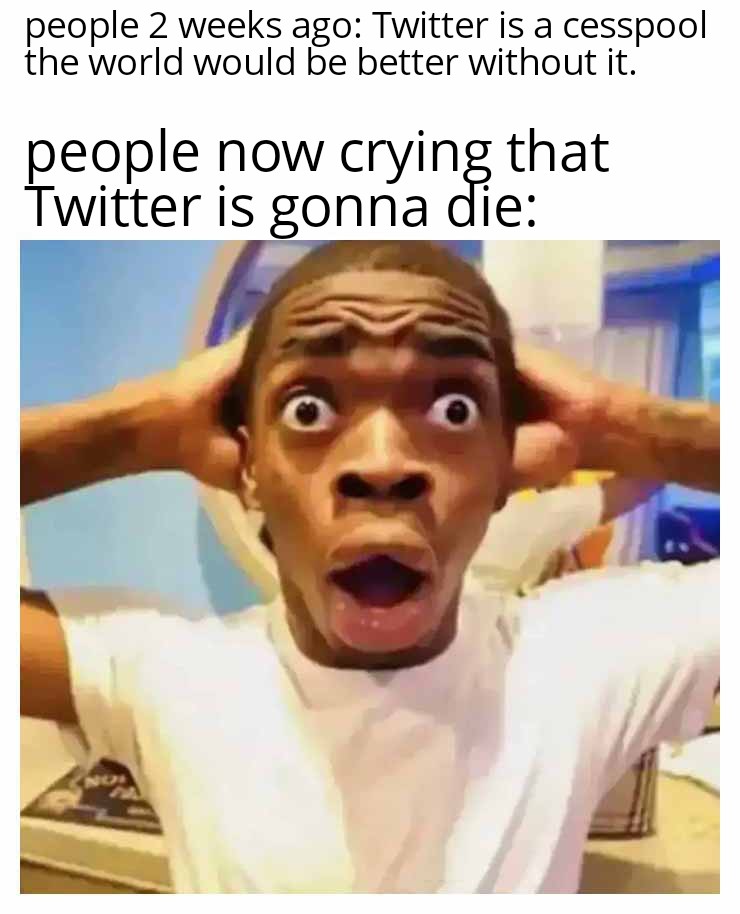 people 2 weeks ago: Twitter is a cesspool
the world would be better without it.
people now crying that
Twitter is gonna die: